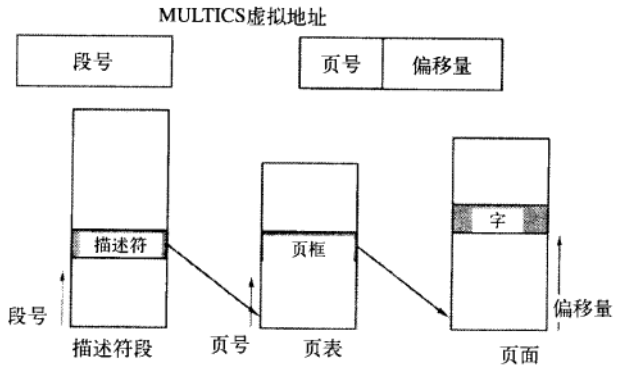 MULTICS虚拟地址
段号
页号 偏移量
描述符
页框
字
段号
页号
偏移量
描述符段
页表
页面